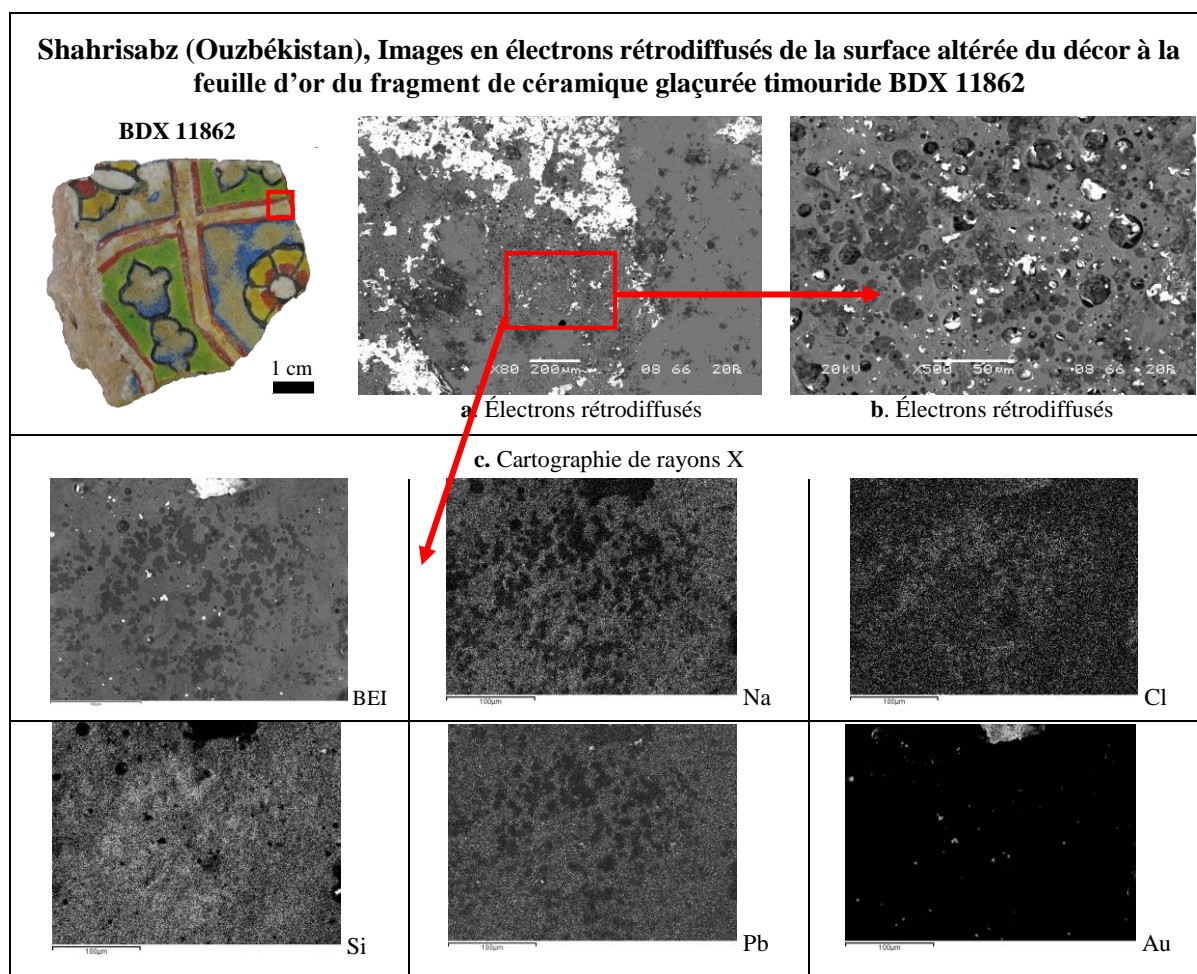 Shahrisabz (Ouzbékistan), Images en électrons rétrodiffusés de la surface altérée du décor à la
feuille d’or du fragment de céramique glaçurée timouride BDX 11862
BDX 11862
1 cm
X80 200µm 08 66 20R
a. Électrons rétrodiffusés
20kV X500 50µm 08 66 20R
b. Électrons rétrodiffusés
c. Cartographie de rayons X
BEI
100µm
Na
100µm
Cl
100µm
Si
100µm
Pb
100µm
Au